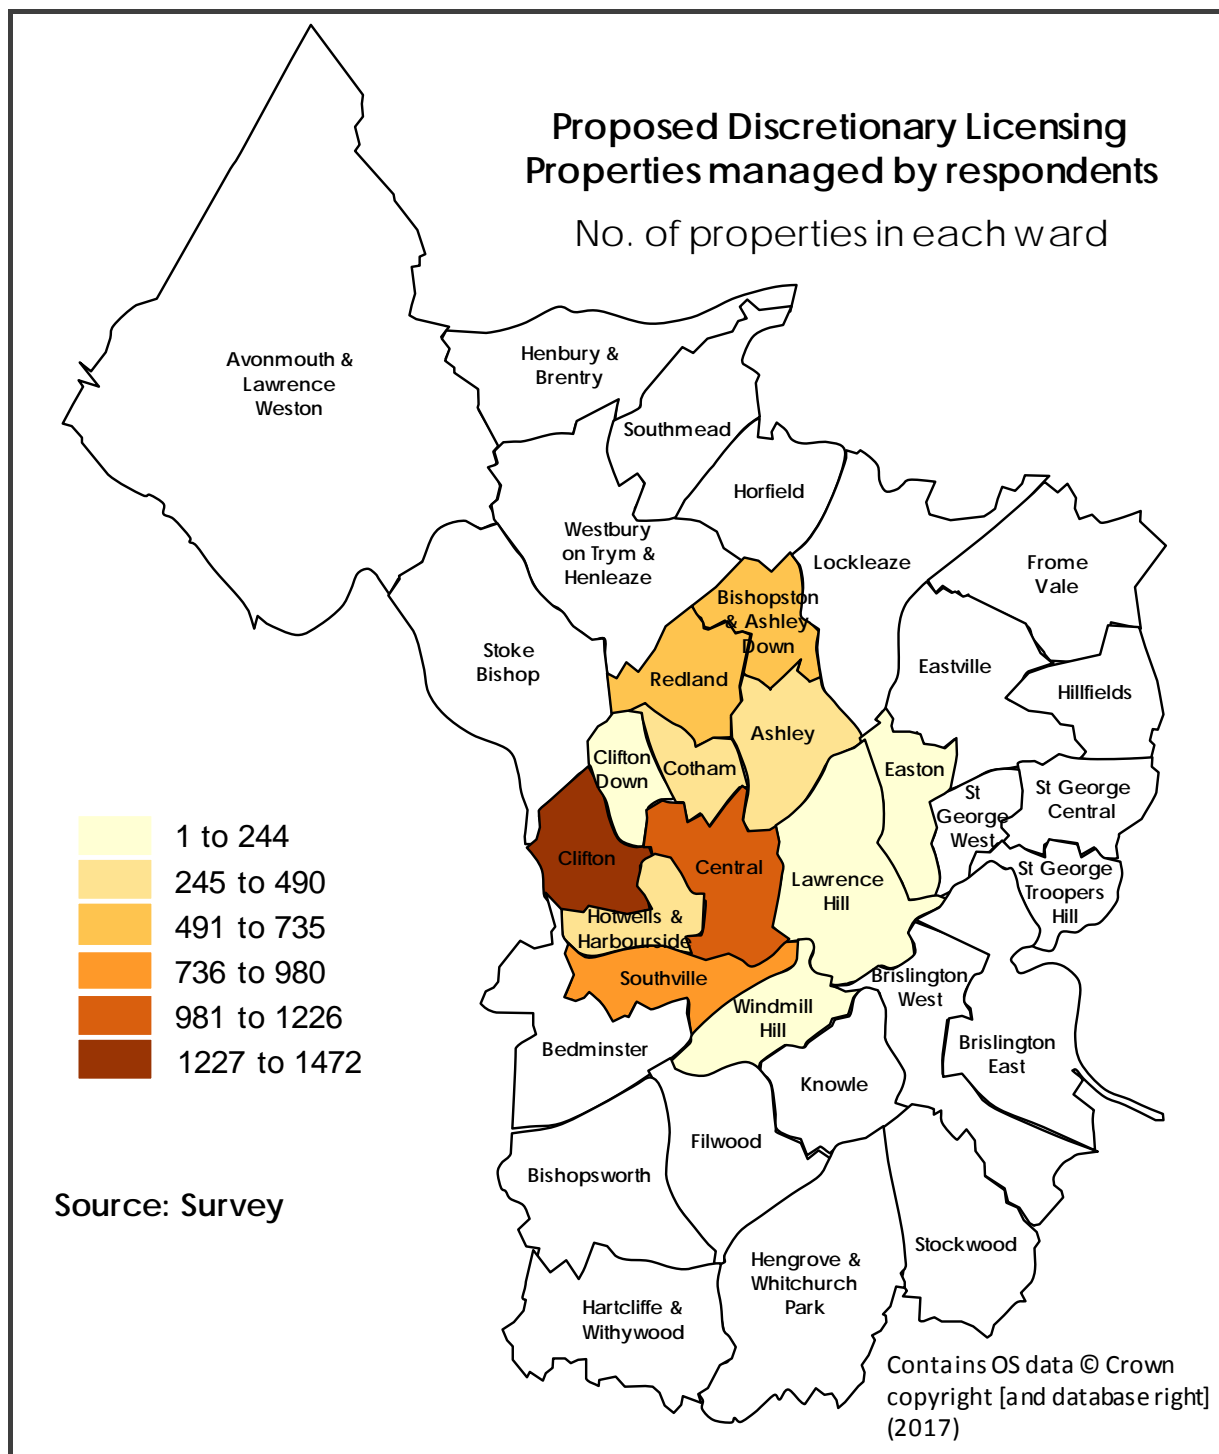 Proposed Discretionary Licensing
Properties managed by respondents
No. of properties in each ward
Avonmouth &
Lawrence
Weston
Henbury &
Brentry
Southmead
Horfield
Westbury
on Trym &
Henleaze
Lockleaze
Frome
Vale
Bishopston
& Ashley
Down
Stoke
Bishop
Redland
Eastville
Hillfields
Ashley
Clifton
Down
Cotham
Easton
St
George
West
St George
Central
Clifton
Central
Lawrence
Hill
St George
Troopers
Hill
Hotwells &
Harbourside
Southville
Brislington
West
Windmill
Hill
Bedminster
Brislington
East
Knowle
Filwood
Bishopsworth
Stockwood
Hengrove &
Whitchurch
Park
Hartcliffe &
Withywood
1 to 244
245 to 490
491 to 735
736 to 980
981 to 1226
1227 to 1472
Source: Survey
Contains OS data © Crown
copyright [and database right]
(2017)